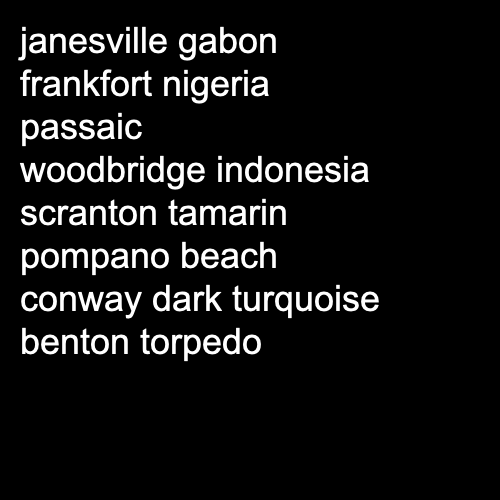 janesville gabon
frankfort nigeria
passaic
woodbridge indonesia
scranton tamarin
pompano beach
conway dark turquoise
benton torpedo